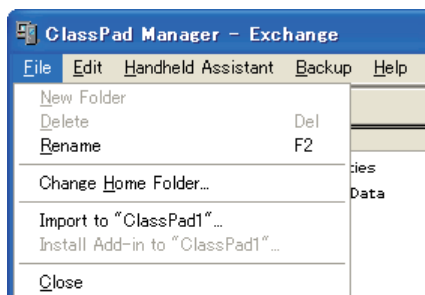 ClassPad Manager - Exchange
File Edit Handheld Assistant Backup Help
New Folder
Delete Del
Rename F2
Change Home Folder...
Import to "ClassPad1"...
Install Add-in to "ClassPad1"...
Close
ties
Data